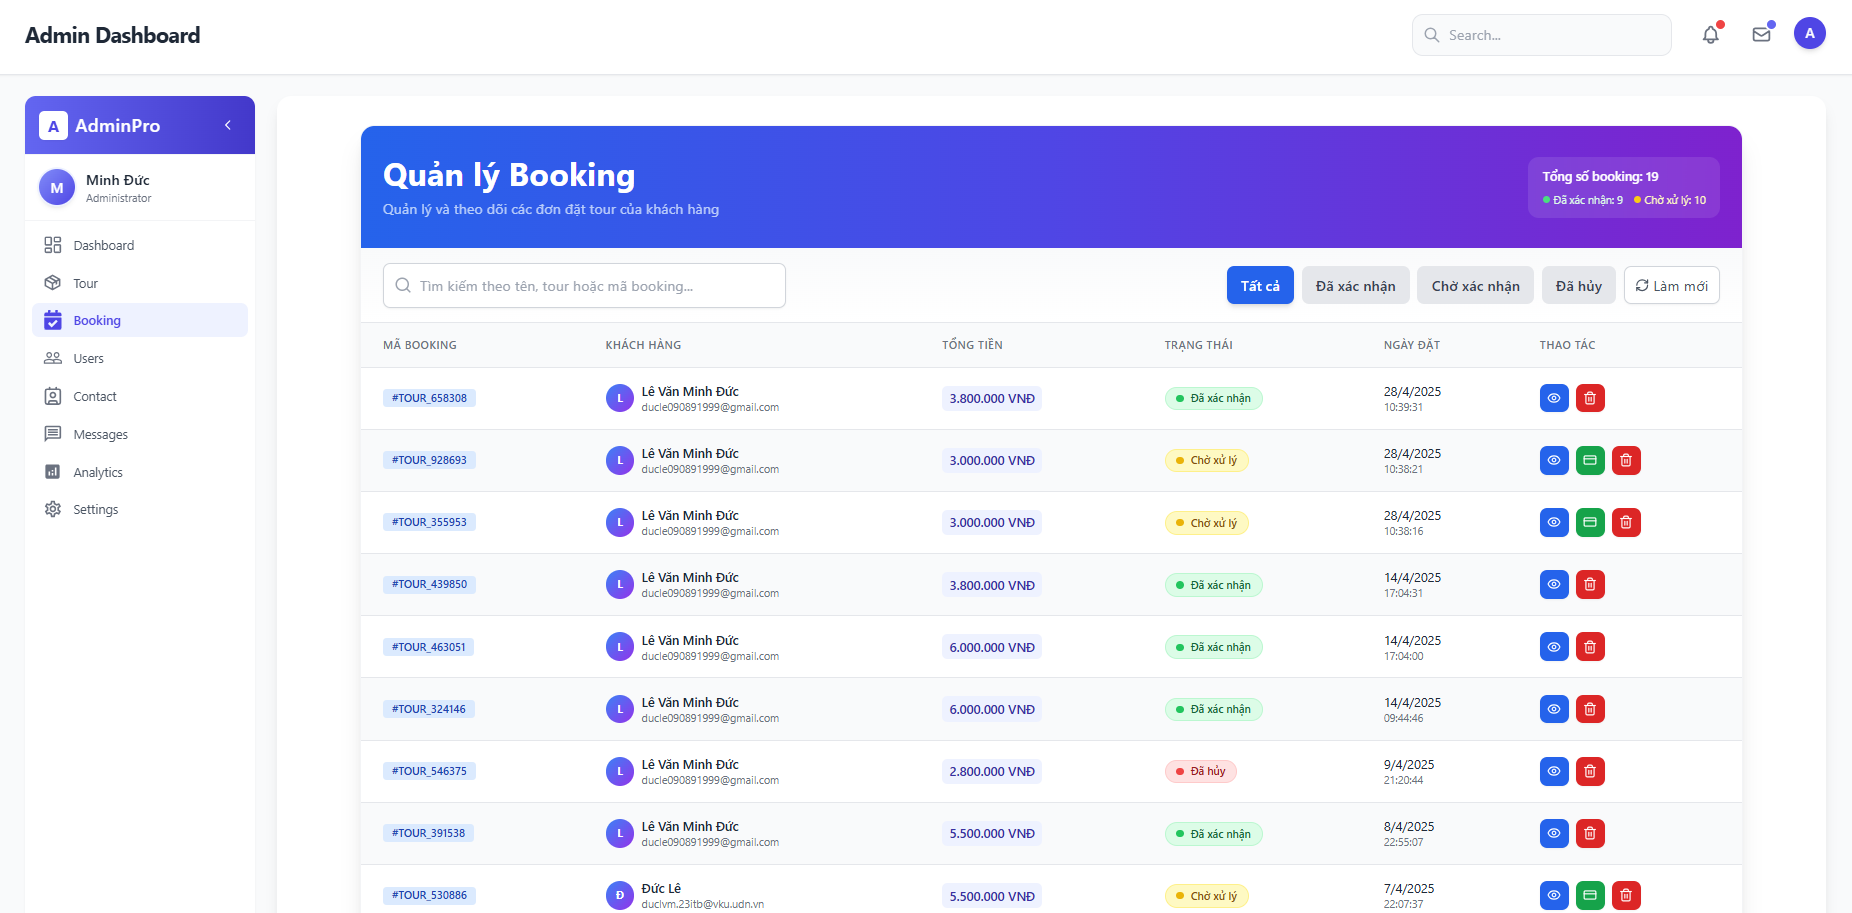 Admin Dashboard
Search...
A
A AdminPro
M
Minh Đức
Administrator
Dashboard
Tour
Booking
Users
Contact
Messages
Analytics
Settings
Quản lý Booking
Quản lý và theo dõi các đơn đặt tour của khách hàng
Tổng số booking: 19
Đã xác nhận: 9 Chờ xử lý: 10
Tìm kiếm theo tên, tour hoặc mã booking...
Tất cả Đã xác nhận Chờ xác nhận Đã hủy Làm mới
MÃ BOOKING KHÁCH HÀNG TỔNG TIỀN TRẠNG THÁI NGÀY ĐẶT THAO TÁC
#TOUR_658308 L Lê Văn Minh Đức 3.800.000 VNĐ Đã xác nhận 28/4/2025
ducle090891999@gmail.com 10:39:31
#TOUR_928693 L Lê Văn Minh Đức 3.000.000 VNĐ Chờ xử lý 28/4/2025
ducle090891999@gmail.com 10:38:21
#TOUR_355953 L Lê Văn Minh Đức 3.000.000 VNĐ Chờ xử lý 28/4/2025
ducle090891999@gmail.com 10:38:16
#TOUR_439850 L Lê Văn Minh Đức 3.800.000 VNĐ Đã xác nhận 14/4/2025
ducle090891999@gmail.com 17:04:31
#TOUR_463051 L Lê Văn Minh Đức 6.000.000 VNĐ Đã xác nhận 14/4/2025
ducle090891999@gmail.com 17:04:00
#TOUR_324146 L Lê Văn Minh Đức 6.000.000 VNĐ Đã xác nhận 14/4/2025
ducle090891999@gmail.com 09:44:46
#TOUR_546375 L Lê Văn Minh Đức 2.800.000 VNĐ Đã hủy 9/4/2025
ducle090891999@gmail.com 21:20:44
#TOUR_391538 L Lê Văn Minh Đức 5.500.000 VNĐ Đã xác nhận 8/4/2025
ducle090891999@gmail.com 22:55:07
#TOUR_530886 Đ Đức Lê 5.500.000 VNĐ Chờ xử lý 7/4/2025
duclvm.23itb@vku.udn.vn 22:07:37